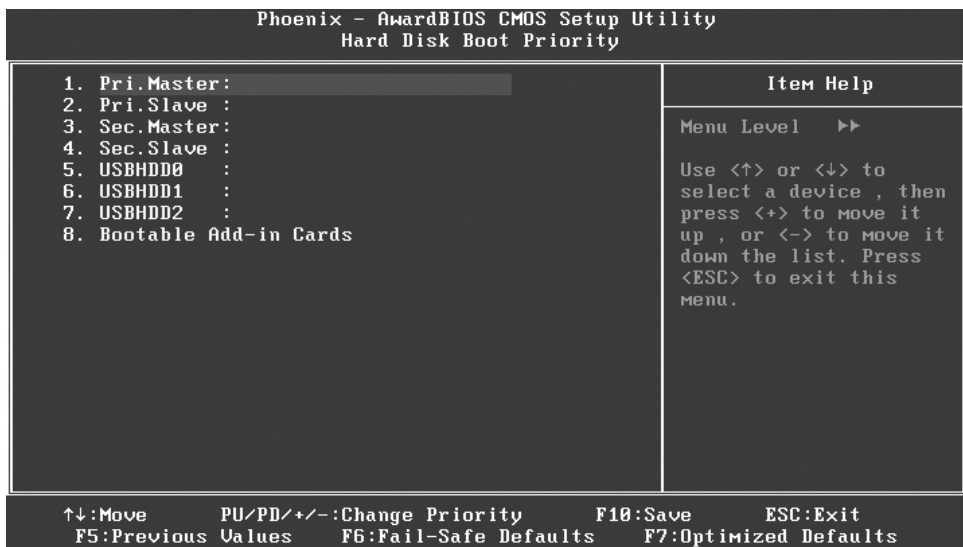 Phoenix - AwardBIOS CMOS Setup Utility
Hard Disk Boot Priority
1. Pri.Master:
2. Pri.Slave :
3. Sec.Master:
4. Sec.Slave :
5. USBHDD0 :
6. USBHDD1 :
7. USBHDD2 :
8. Bootable Add-in Cards
Item Help
Menu Level ▶▶
Use <↑> or <↓> to
select a device , then
press <+> to move it
up , or <-> to move it
down the list. Press
<ESC> to exit this
menu.
↑↓:Move PU/PD/+/-:Change Priority F10:Save ESC:Exit
F5:Previous Values F6:Fail-Safe Defaults F7:Optimized Defaults